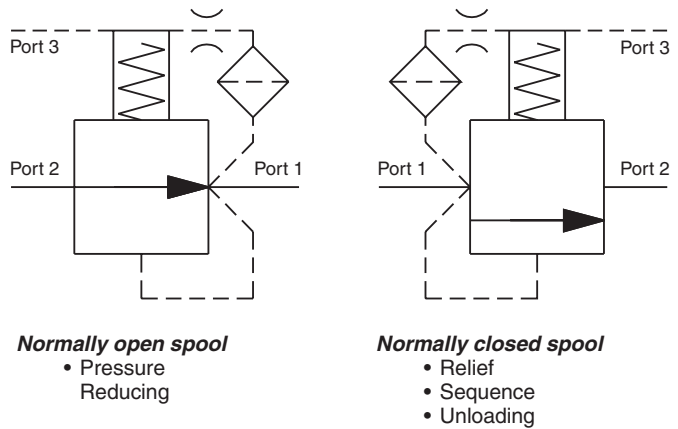 Port 3
Port 2
Port 1
Normally open spool
• Pressure
Reducing
Port 3
Port 1
Port 2
Normally closed spool
• Relief
• Sequence
• Unloading